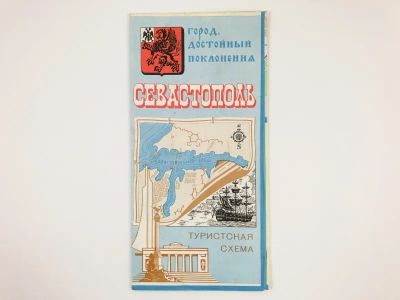 ГОРОД,
ДОСТОЙНЫЙ
ПОКЛОНЕНИЯ
СЕВАСТОПОЛЬ
ТУРИСТСКАЯ
СХЕМА